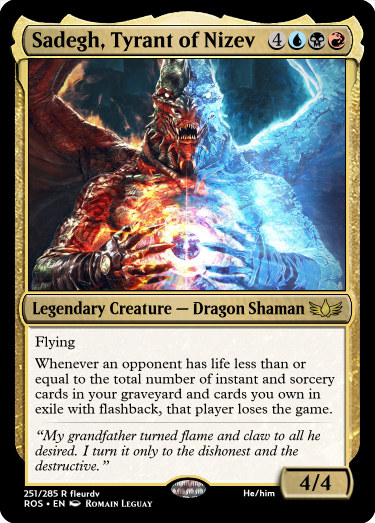 Sadegh, Tyrant of Nizev 4
Legendary Creature — Dragon Shaman
Flying
Whenever an opponent has life less than or
equal to the total number of instant and sorcery
cards in your graveyard and cards you own in
exile with flashback, that player loses the game.
“My grandfather turned flame and claw to all he
desired. I turn it only to the dishonest and the
destructive.”
4/4
251/285 R fleurdv He/him
ROS • EN Romain Leguay